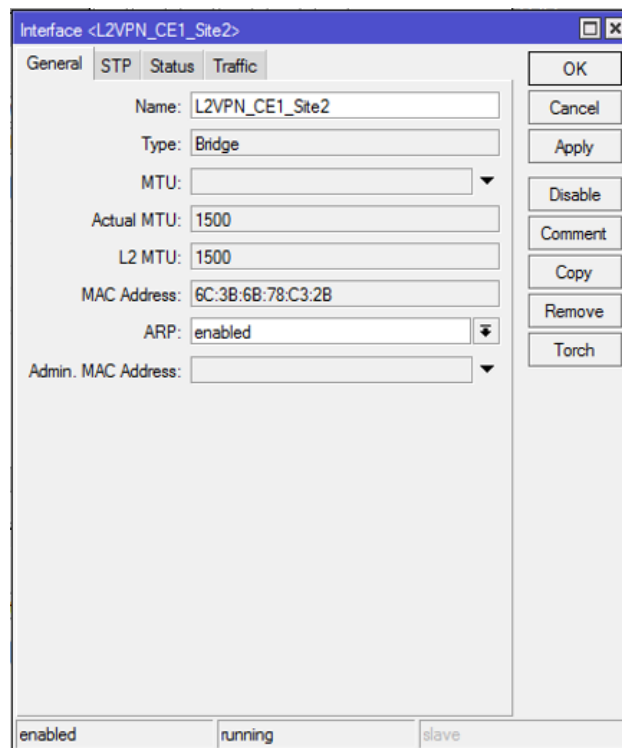 Interface <L2VPN_CE1_Site2>
General STP Status Traffic
OK
Name: L2VPN_CE1_Site2
Cancel
Type: Bridge
Apply
MTU:
Disable
Actual MTU: 1500
Comment
L2 MTU: 1500
Copy
MAC Address: 6C:3B:6B:78:C3:2B
Remove
ARP: enabled
Torch
Admin. MAC Address:
enabled running slave